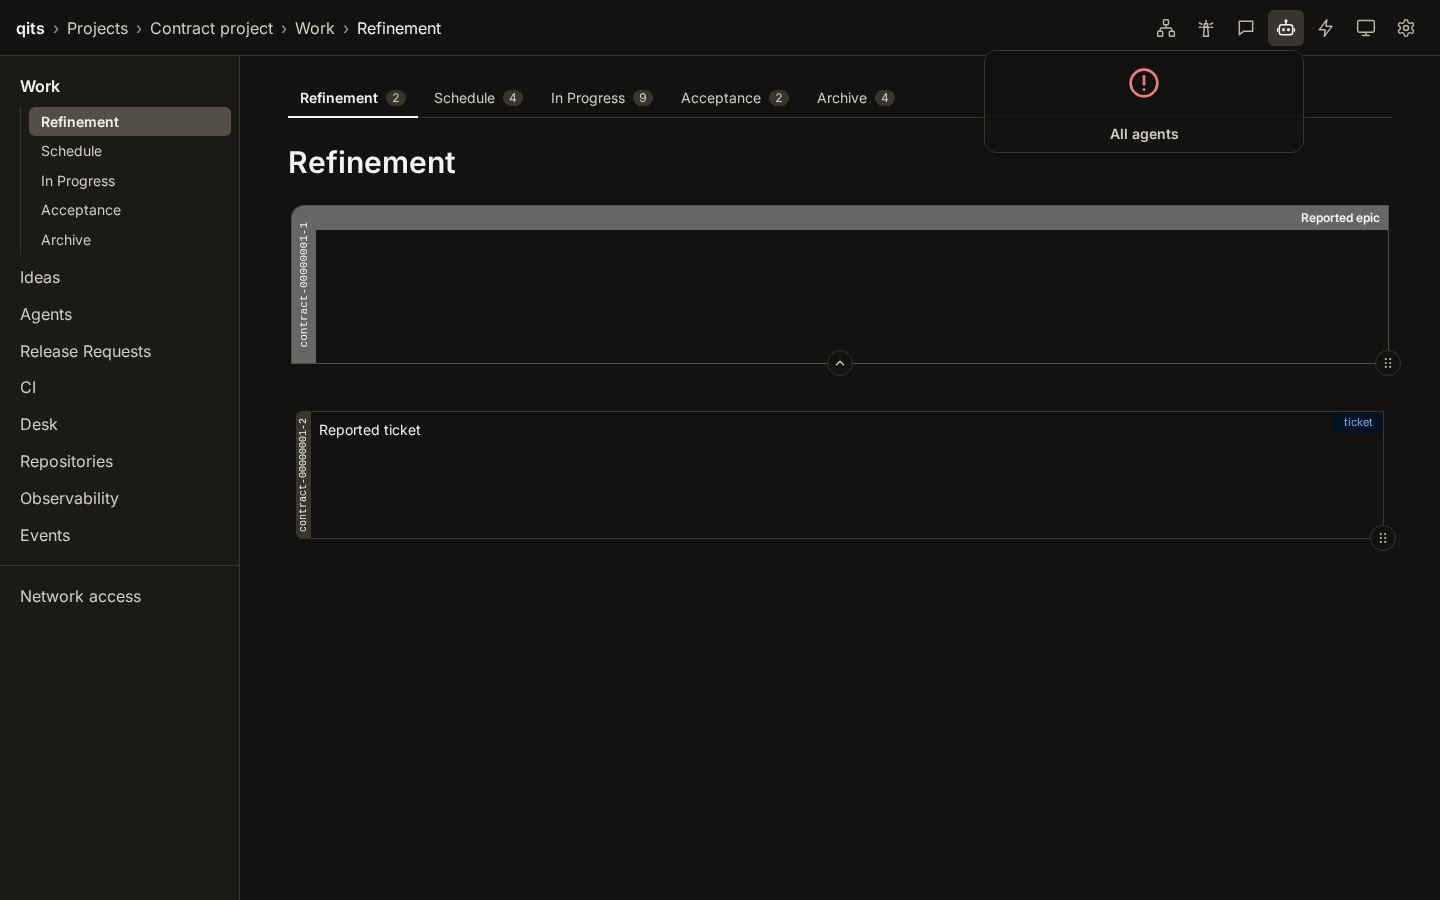 qits › Projects › Contract project › Work › Refinement
All agents
Work
Refinement
Schedule
In Progress
Acceptance
Archive
Ideas
Agents
Release Requests
CI
Desk
Repositories
Observability
Events
Network access
Refinement 2 Schedule 4 In Progress 9 Acceptance 2 Archive 4
Refinement
Reported epic
contract-00000001-1
contract-00000001-2
Reported ticket
ticket